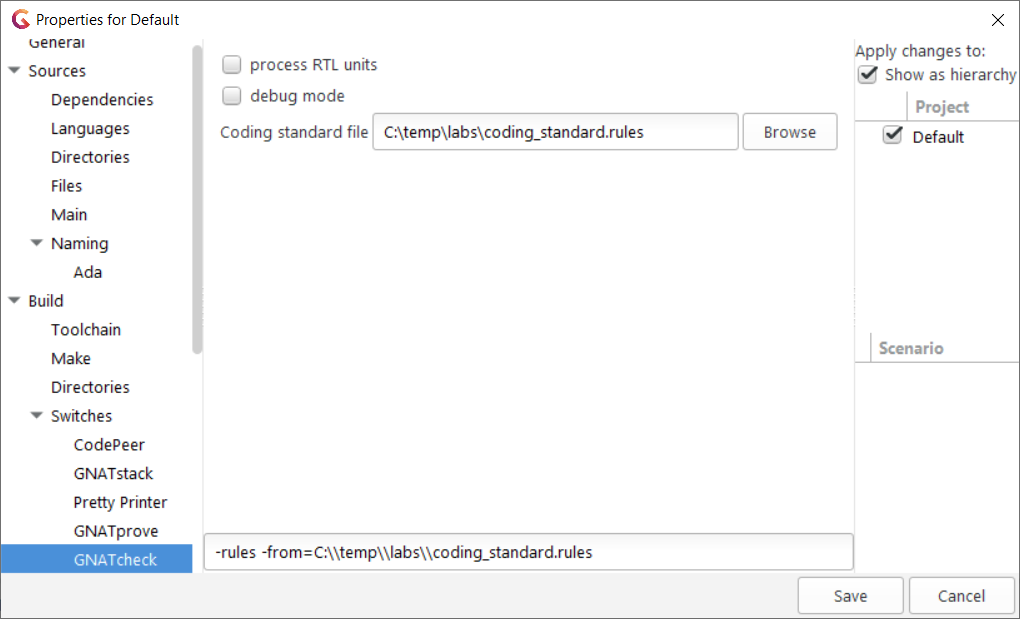 Properties for Default
General
Sources
Dependencies
Languages
Directories
Files
Main
Naming
Ada
Build
Toolchain
Make
Directories
Switches
CodePeer
GNATstack
Pretty Printer
GNATprove
GNATcheck
process RTL units
debug mode
Coding standard file C:\temp\labs\coding_standard.rules Browse
-rules -from=C:\\temp\\labs\\coding_standard.rules
Apply changes to:
Show as hierarchy
Project
Default
Scenario
Save Cancel